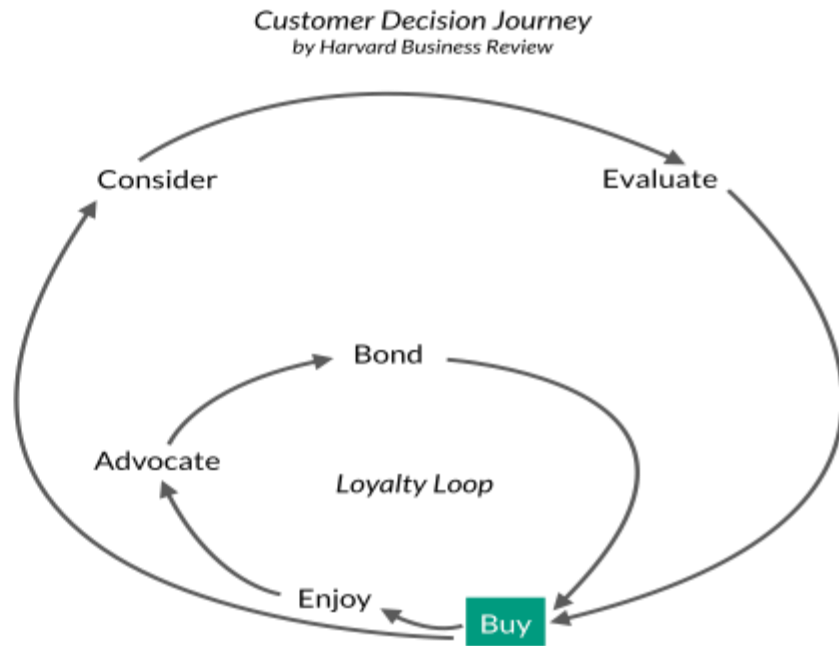 Customer Decision Journey
by Harvard Business Review
Consider
Evaluate
Bond
Advocate
Loyalty Loop
Enjoy
Buy